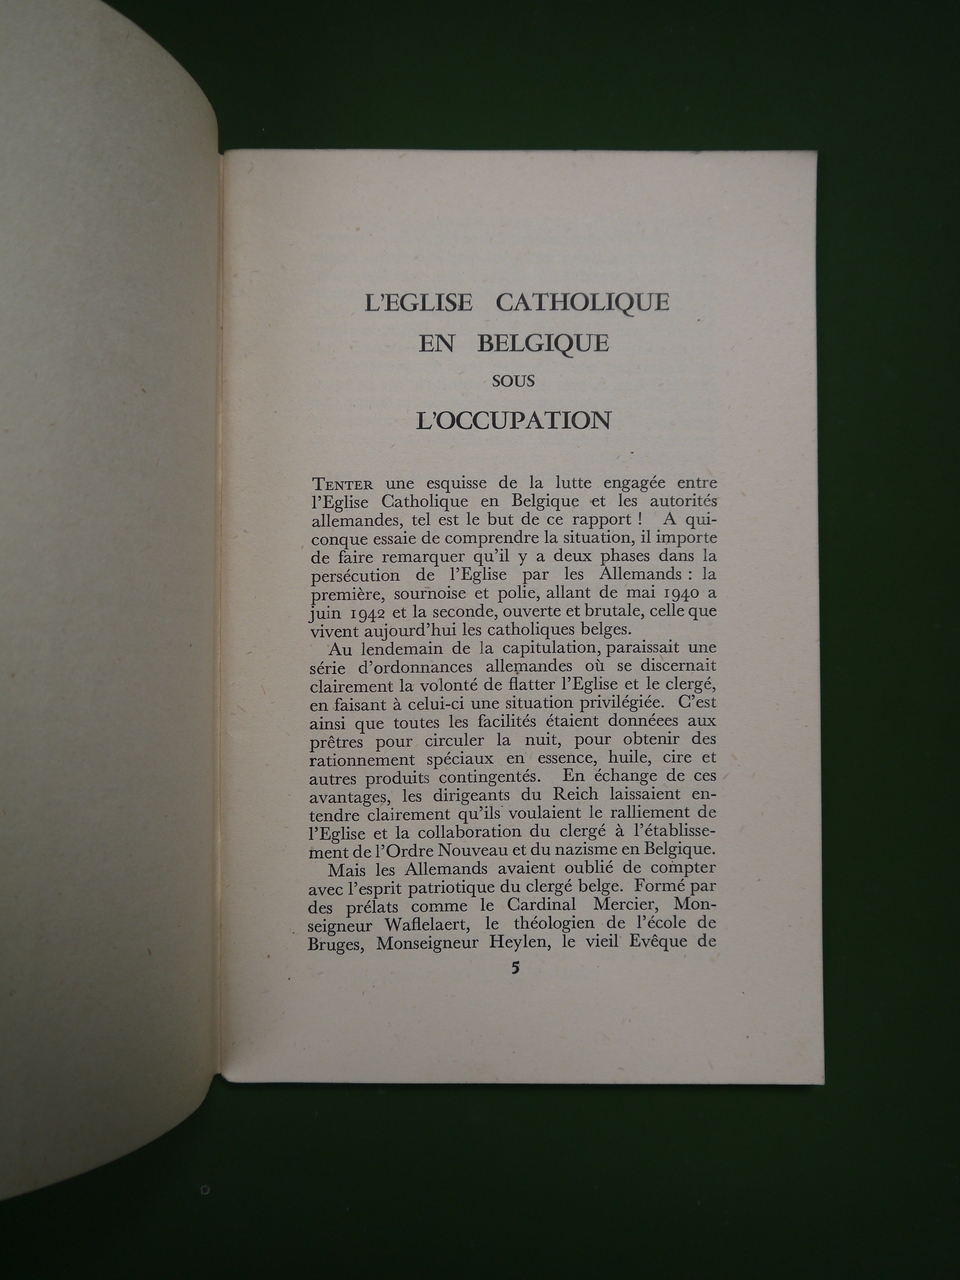 L'EGLISE CATHOLIQUE
EN BELGIQUE
SOUS
L'OCCUPATION
TENTER une esquisse de la lutte engagée entre
l'Eglise Catholique en Belgique et les autorités
allemandes, tel est le but de ce rapport ! A qui-
conque essaie de comprendre la situation, il importe
de faire remarquer qu'il y a deux phases dans la
persécution de l'Eglise par les Allemands : la
première, sournoise et polie, allant de mai 1940 a
juin 1942 et la seconde, ouverte et brutale, celle que
vivent aujourd'hui les catholiques belges.
Au lendemain de la capitulation, paraissait une
série d'ordonnances allemandes où se discernait
clairement la volonté de flatter l'Eglise et le clergé,
en faisant à celui-ci une situation privilégiée. C'est
ainsi que toutes les facilités étaient donnéees aux
prêtres pour circuler la nuit, pour obtenir des
rationnement spéciaux en essence, huile, cire et
autres produits contingentés. En échange de ces
avantages, les dirigeants du Reich laissaient en-
tendre clairement qu'ils voulaient le ralliement de
l'Eglise et la collaboration du clergé à l'établisse-
ment de l'Ordre Nouveau et du nazisme en Belgique.
Mais les Allemands avaient oublié de compter
avec l'esprit patriotique du clergé belge. Formé par
des prélats comme le Cardinal Mercier, Mon-
seigneur Waflelaert, le théologien de l'école de
Bruges, Monseigneur Heylen, le vieil Evêque de
5